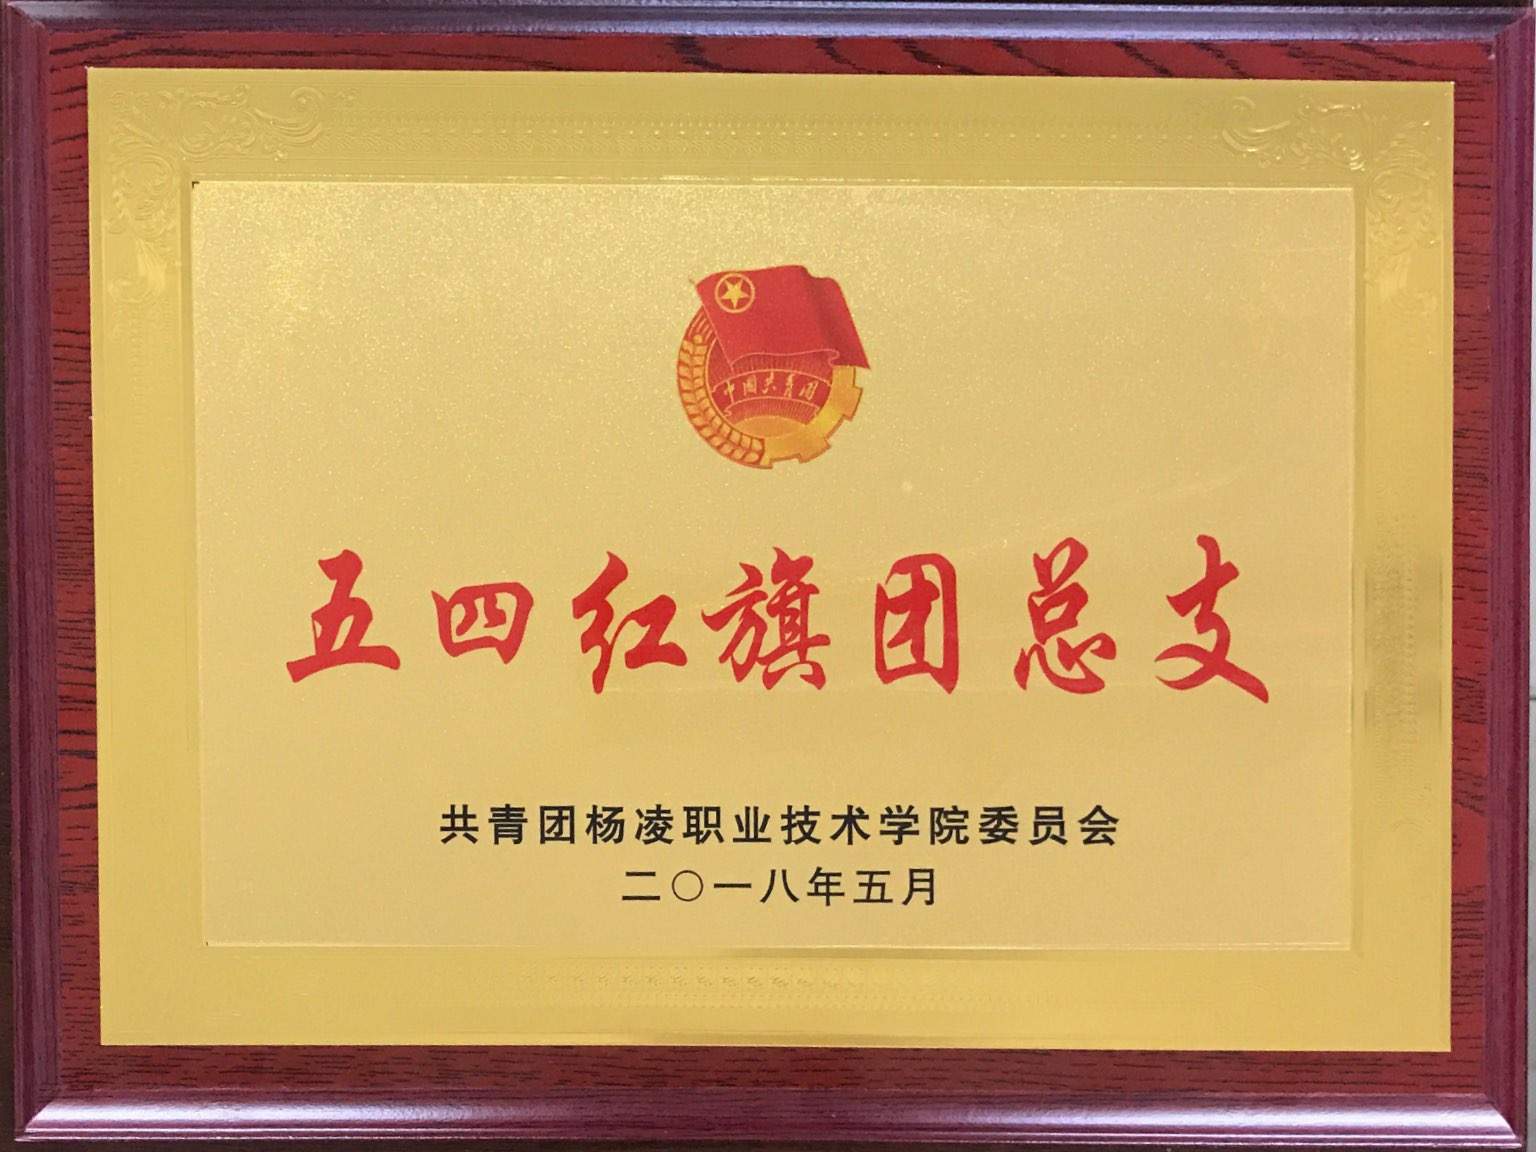 中国共青团
五四红旗团总支
共青团杨凌职业技术学院委员会
二〇一八年五月